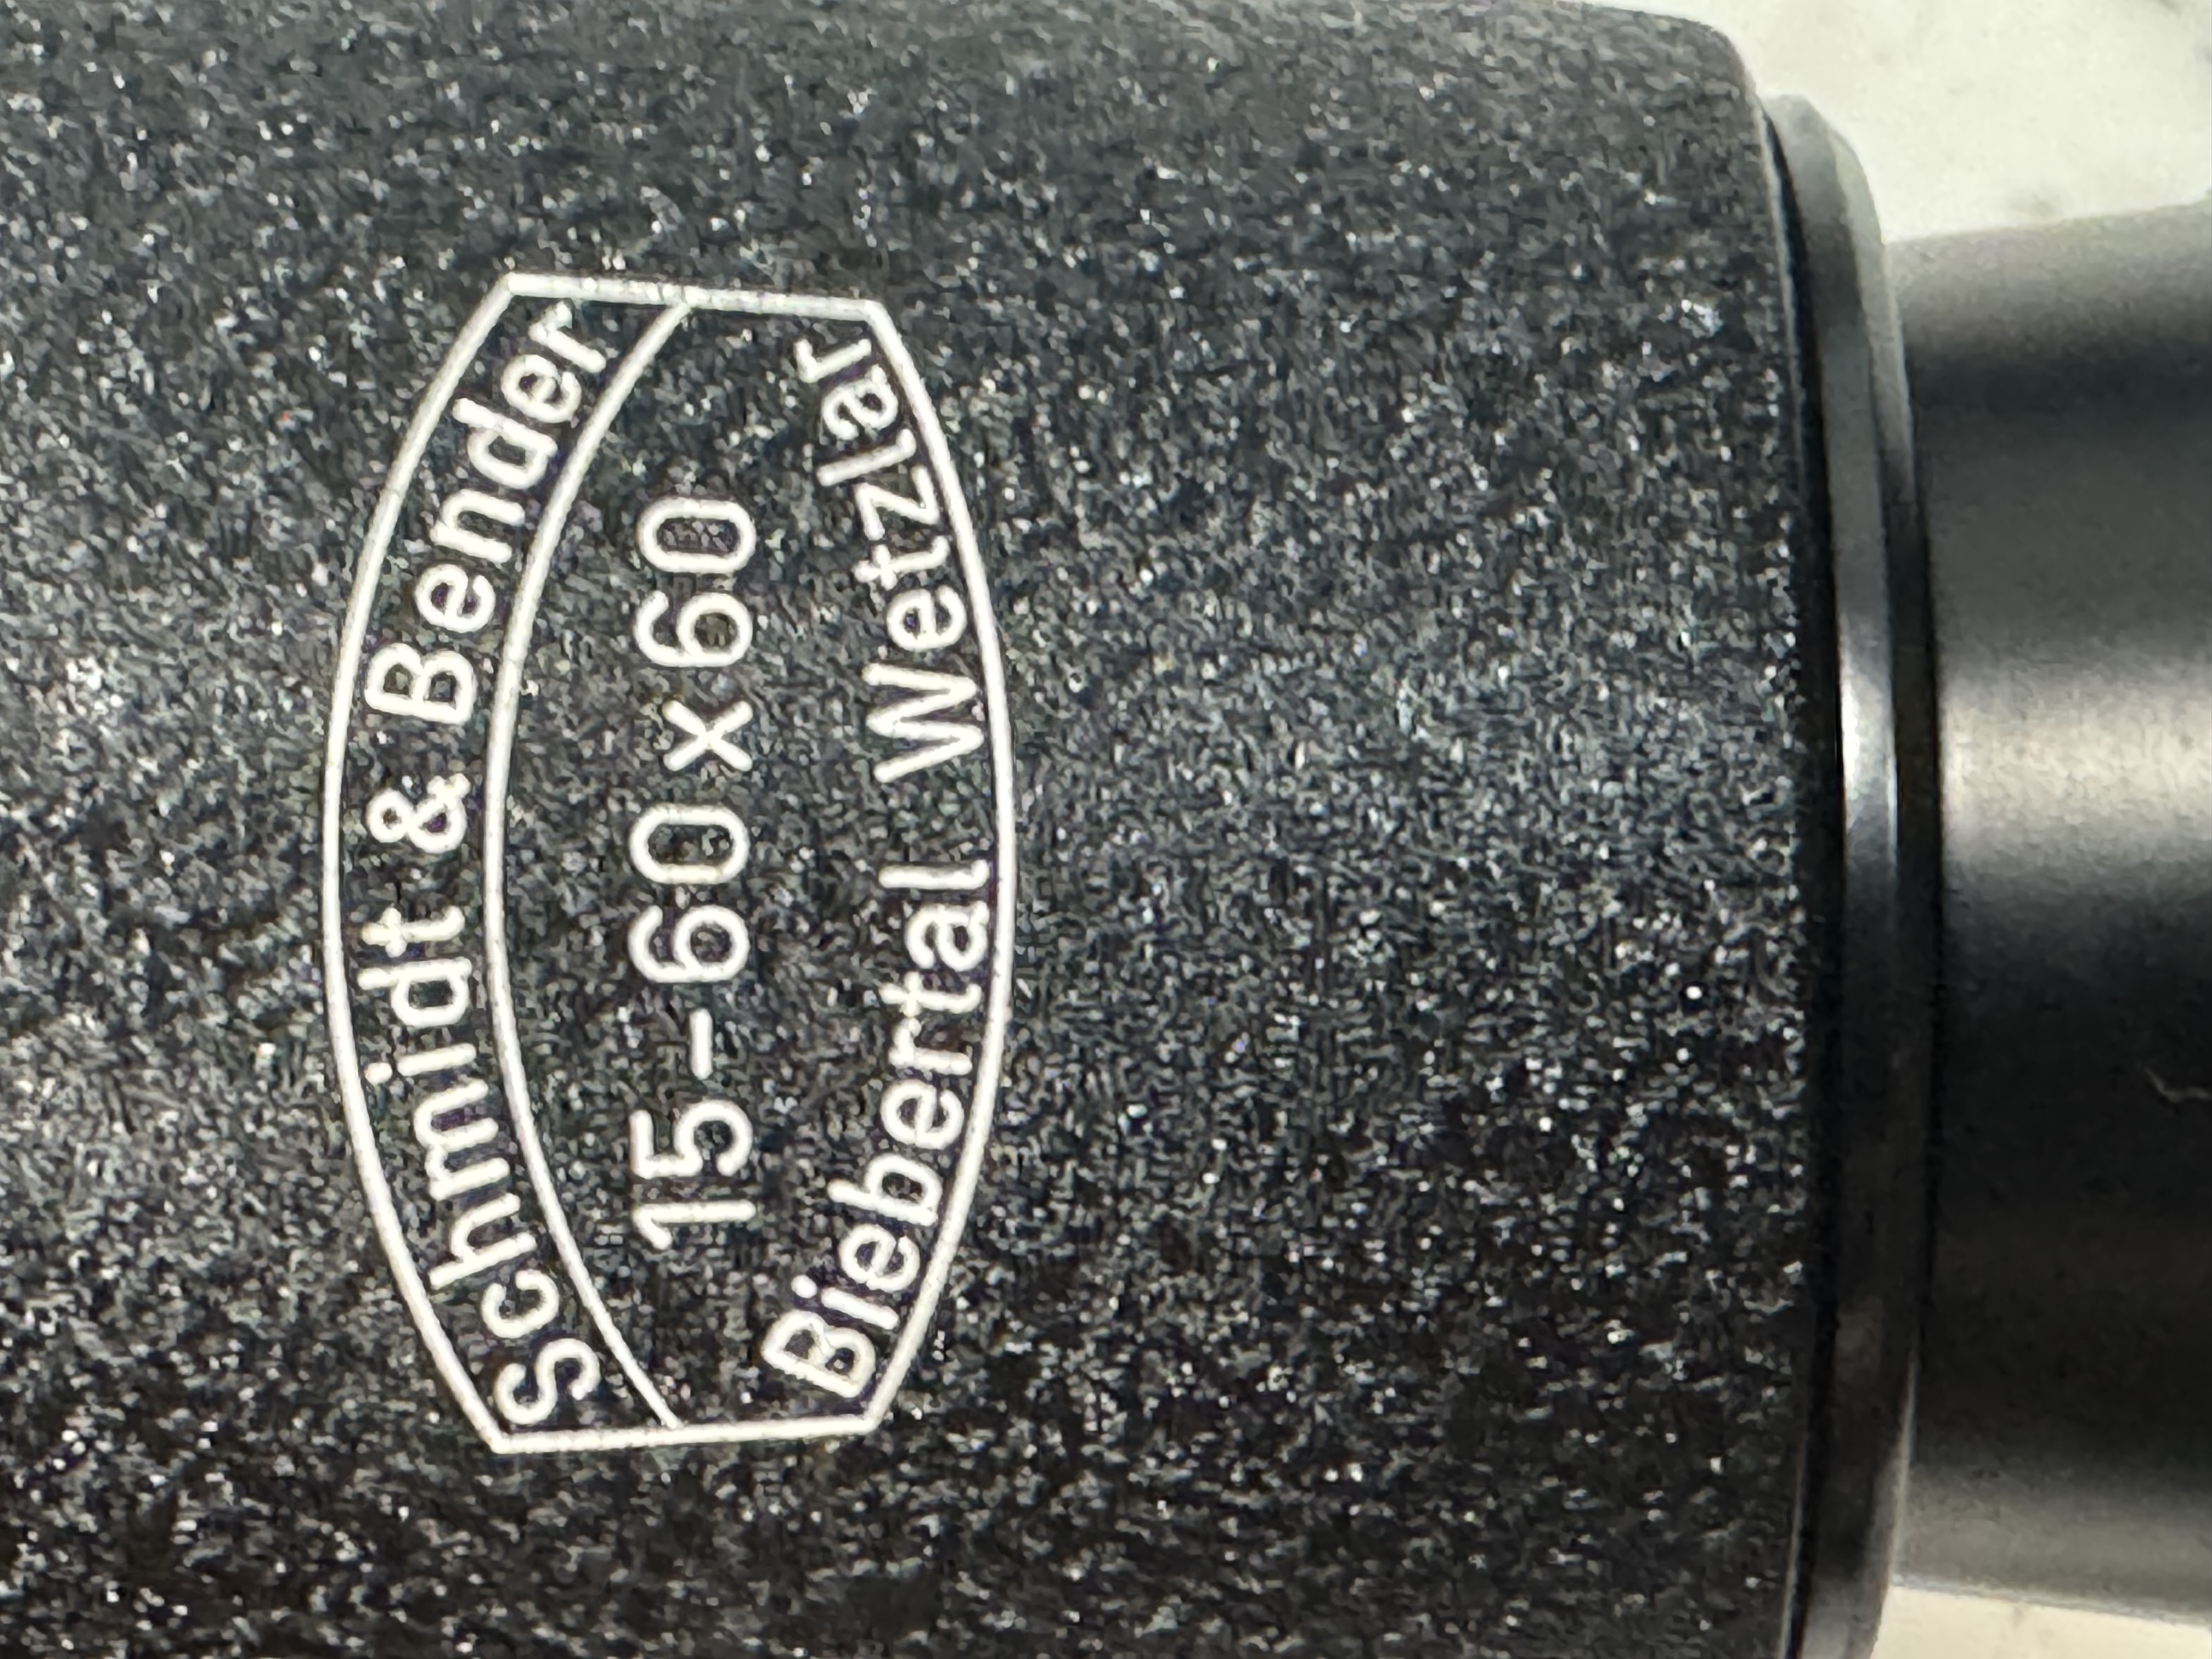 Schmidt & Bender
15-60 x 60
Biebertal Wetzlar